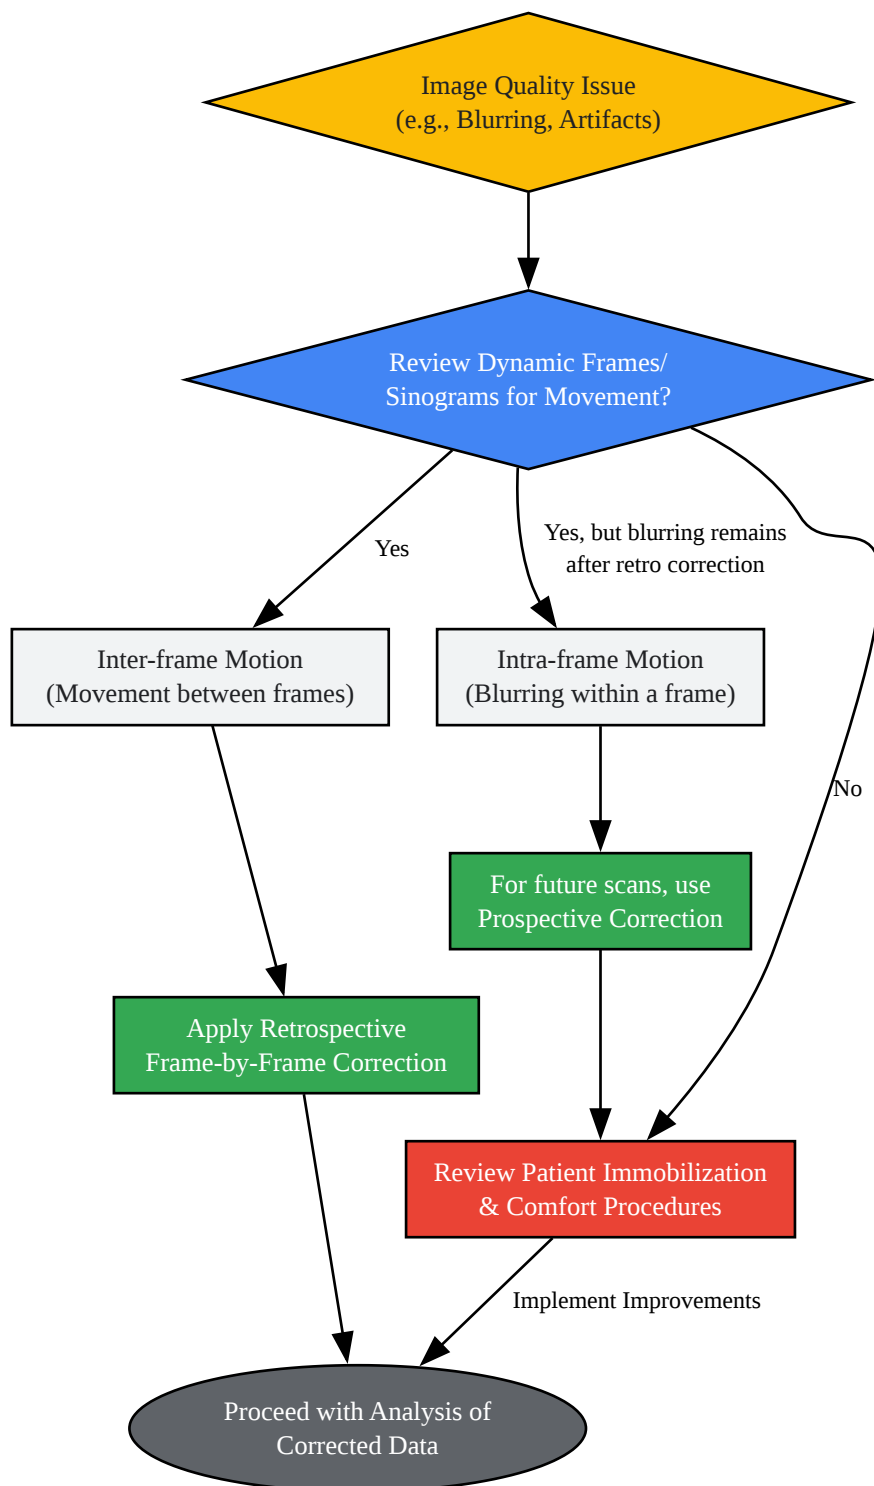 Image Quality Issue
(e.g., Blurring, Artifacts)
Review Dynamic Frames/
Sinograms for Movement?
Yes
Yes, but blurring remains
after retro correction
Inter-frame Motion
(Movement between frames)
Intra-frame Motion
(Blurring within a frame)
No
For future scans, use
Prospective Correction
Apply Retrospective
Frame-by-Frame Correction
Review Patient Immobilization
& Comfort Procedures
Implement Improvements
Proceed with Analysis of
Corrected Data